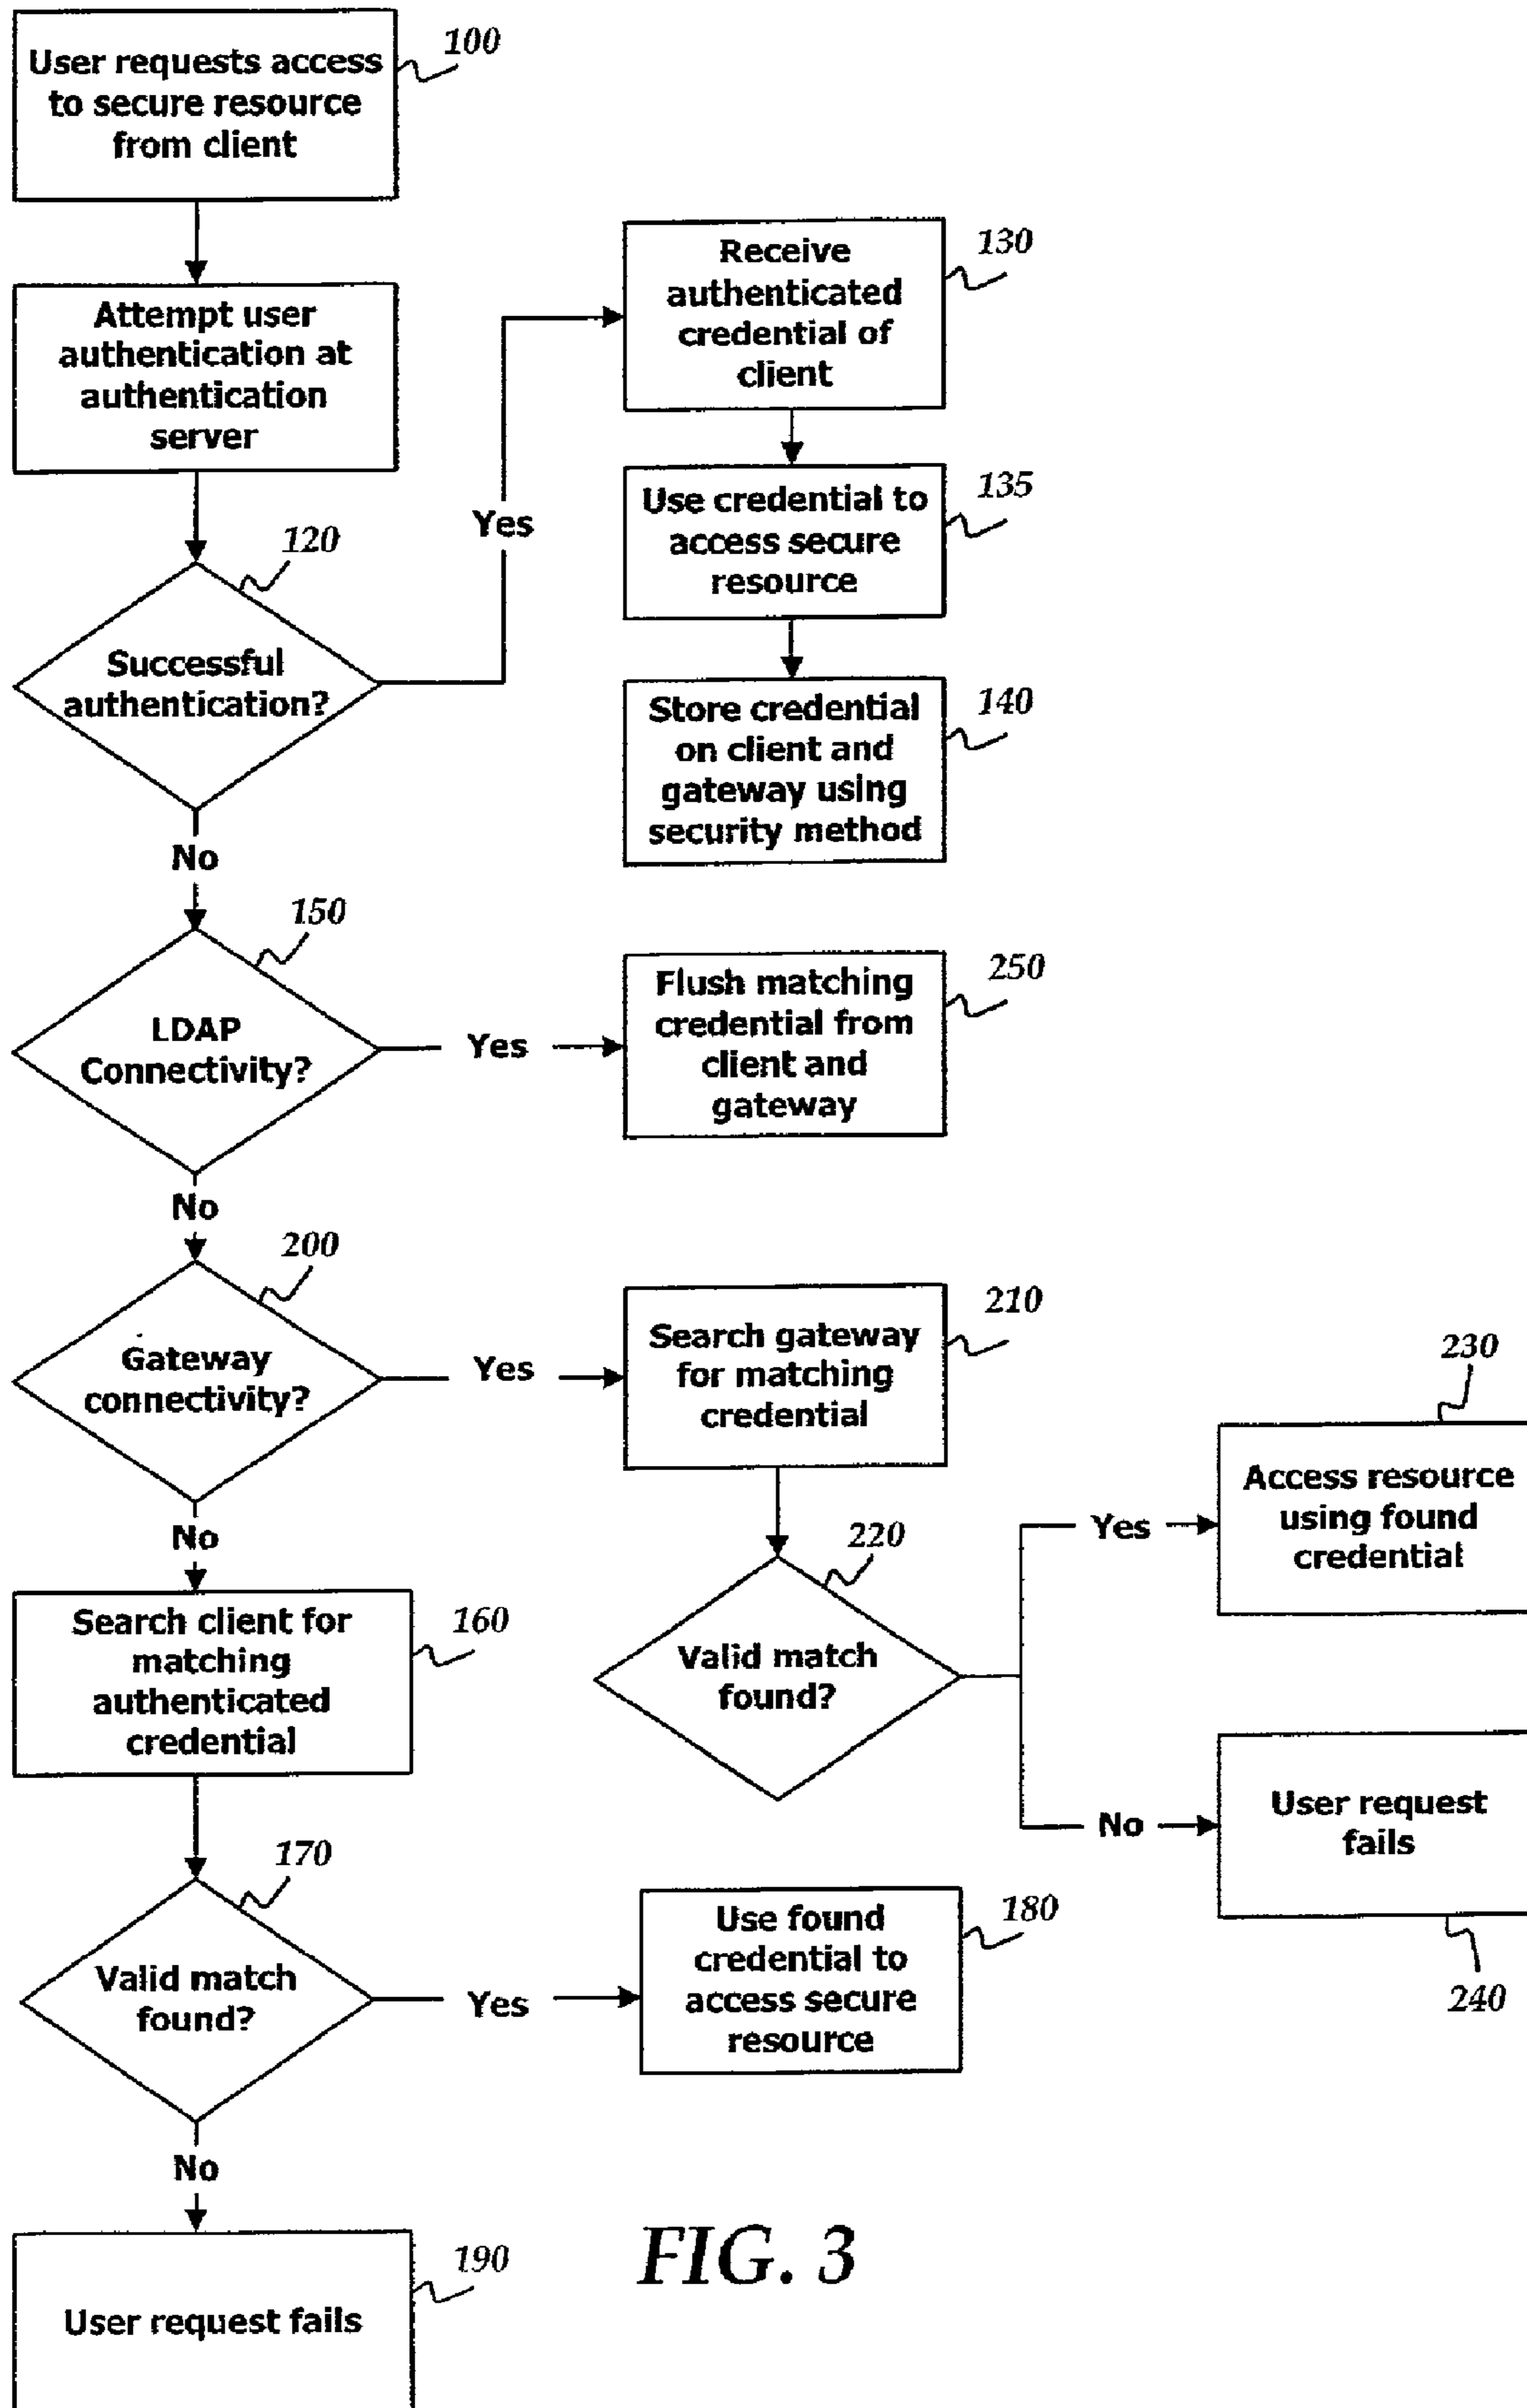 100
User requests access
to secure resource
from client
Attempt user
authentication at
authentication
server
130
Receive
authenticated
credential of
client
135
Use credential to
access secure
resource
Yes
120
Successful
authentication?
140
Store credential
on client and
gateway using
security method
No
150
LDAP
Connectivity?
Yes
250
Flush matching
credential from
client and
gateway
No
200
Gateway
connectivity?
Yes
210
Search gateway
for matching
credential
230
Access resource
using found
credential
Yes
220
Valid match
found?
No
User request
fails
240
No
160
Search client for
matching
authenticated
credential
170
Valid match
found?
Yes
180
Use found
credential to
access secure
resource
No
190
User request fails
FIG. 3